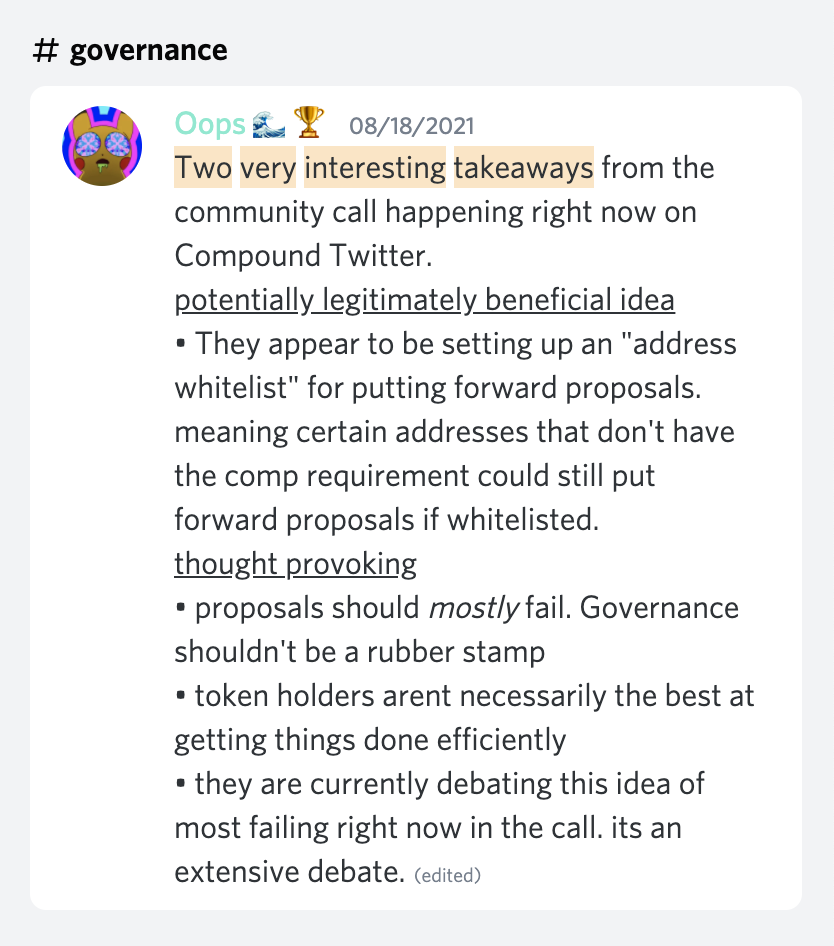 # governance
Oops 🌊 🏆 08/18/2021
Two very interesting takeaways from the
community call happening right now on
Compound Twitter.
potentially legitimately beneficial idea
• They appear to be setting up an "address
whitelist" for putting forward proposals.
meaning certain addresses that don't have
the comp requirement could still put
forward proposals if whitelisted.
thought provoking
• proposals should mostly fail. Governance
shouldn't be a rubber stamp
• token holders arent necessarily the best at
getting things done efficiently
• they are currently debating this idea of
most failing right now in the call. its an
extensive debate. (edited)